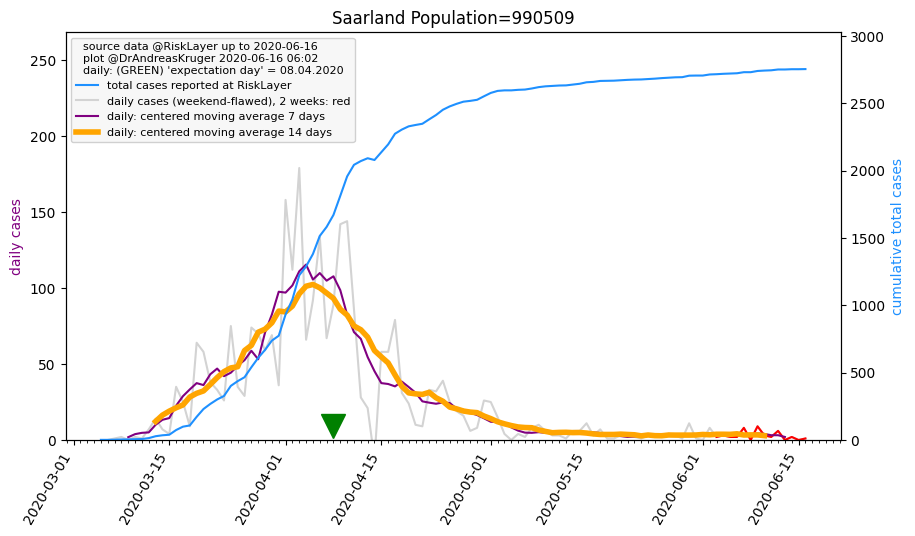 Saarland Population=990509
source data @RiskLayer up to 2020-06-16
plot @DrAndreasKruger 2020-06-16 06:02
daily: (GREEN) 'expectation day' = 08.04.2020
total cases reported at RiskLayer
daily cases (weekend-flawed), 2 weeks: red
daily: centered moving average 7 days
daily: centered moving average 14 days
daily cases
250
200
150
100
50
0
cumulative total cases
3000
2500
2000
1500
1000
500
0
2020-03-01
2020-03-15
2020-04-01
2020-04-15
2020-05-01
2020-05-15
2020-06-01
2020-06-15